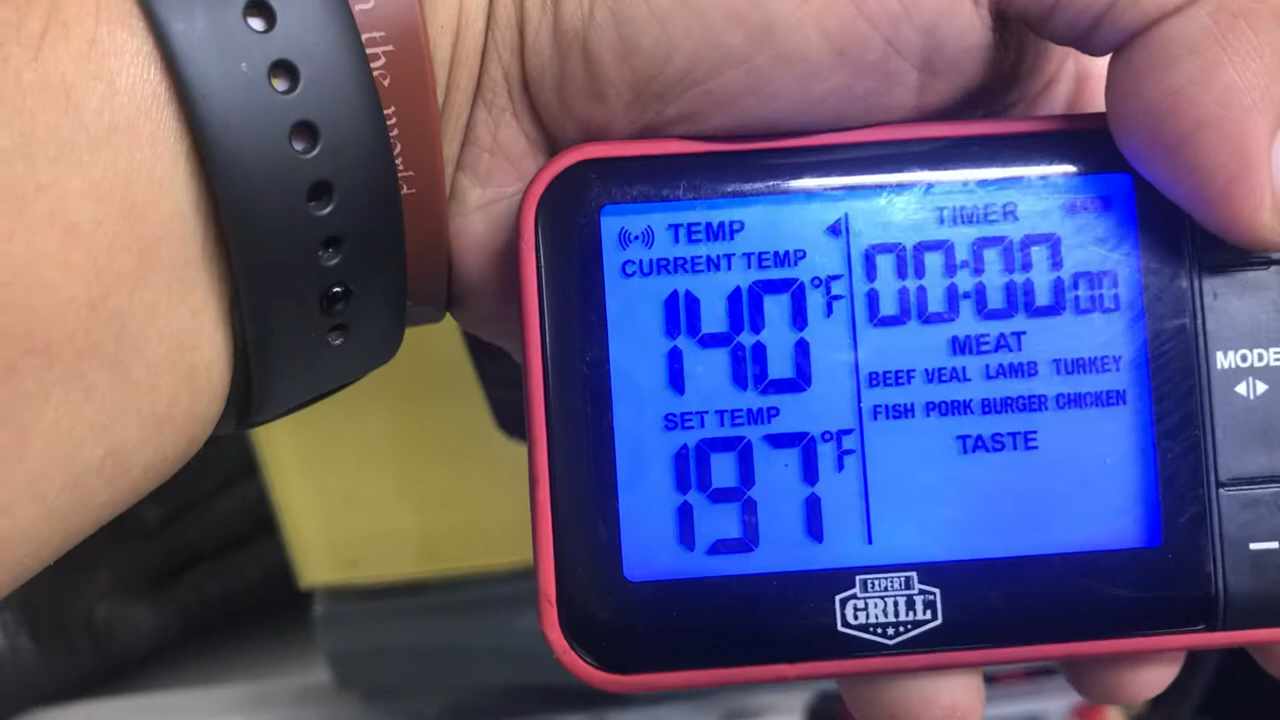 n the world
TEMP
CURRENT TEMP
140°F
SET TEMP
197°F
TIMER
00:00 00
MEAT
BEEF VEAL LAMB TURKEY
FISH PORK BURGER CHICKEN
TASTE
EXPERT
GRILL™
MODE